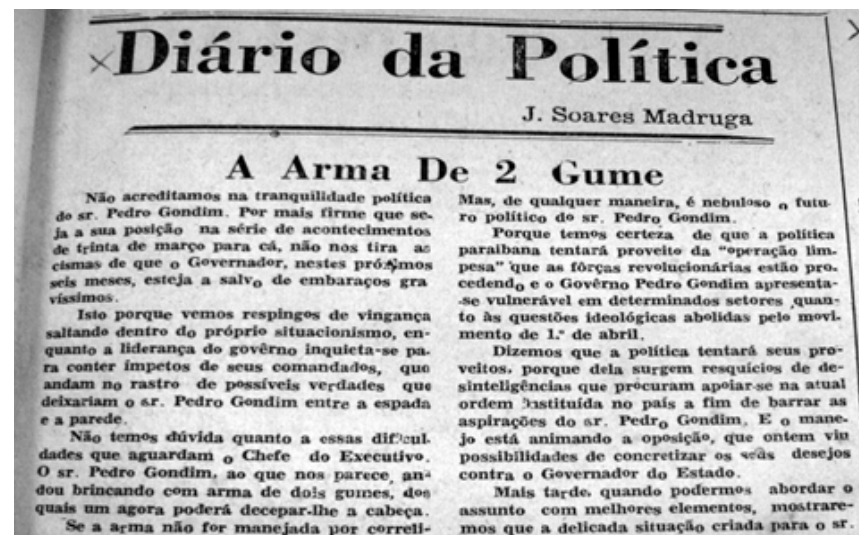 Diário da Política
J. Soares Madruga
A Arma De 2 Gume
Não acreditamos na tranquilidade política
do sr. Pedro Gondim. Por mais firme que se-
ja a sua posição na série de acontecimentos
de trinta de março para cá, não nos tira as
cismas de que o Governador, nestes próximos
seis meses, esteja a salvo de embaraços gra
víssimos.
Isto porque vemos respingos de vingança
saltando dentro do próprio situacionismo, en-
quanto a liderança do govêrno inquieta-se pa-
ra conter ímpetos de seus comandados, que
andam no rastro de possíveis verdades que
deixariam o sr. Pedro Gondim entre a espada
e a parede.
Não temos dúvida quanto a essas dificul-
dades que aguardam o Chefe do Executivo.
O sr. Pedro Gondim, ao que nos parece, an-
dou brincando com arma de dois gumes, dos
quais um agora poderá decepar-lhe a cabeça.
Se a arma não for manejada por correli-
Mas, de qualquer maneira, é nebuloso o futu-
ro político do sr. Pedro Gondim.
Porque temos certeza de que a política
paraibana tentará proveito da “operação lim-
pesa” que as fôrças revolucionárias estão pro-
cedendo e o Govêrno Pedro Gondim apresenta-
-se vulnerável em determinados setores quan-
to às questões ideológicas abolidas pelo movi-
mento de 1.º de abril.
Dizemos que a política tentará seus pro-
veitos, porque dela surgem resquícios de de-
sinteligências que procuram apoiar-se na atual
ordem instituída no país a fim de barrar as
aspirações do sr. Pedro Gondim, E o mane-
jo está animando a oposição, que ontem viu
possibilidades de concretizar os seus desejos
contra o Governador do Estado.
Mais tarde, quando podermos abordar o
assunto com melhores elementos, mostrare-
mos que a delicada situação criada para o sr.